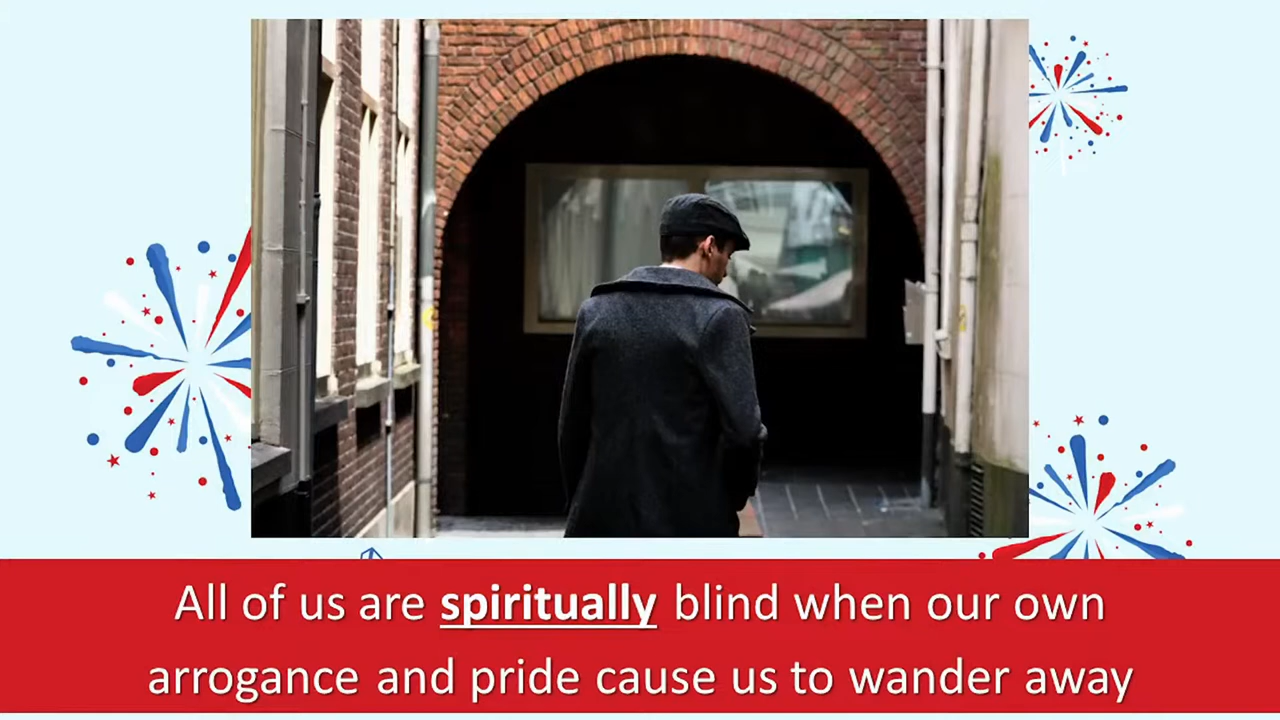 All of us are spiritually blind when our own
arrogance and pride cause us to wander away